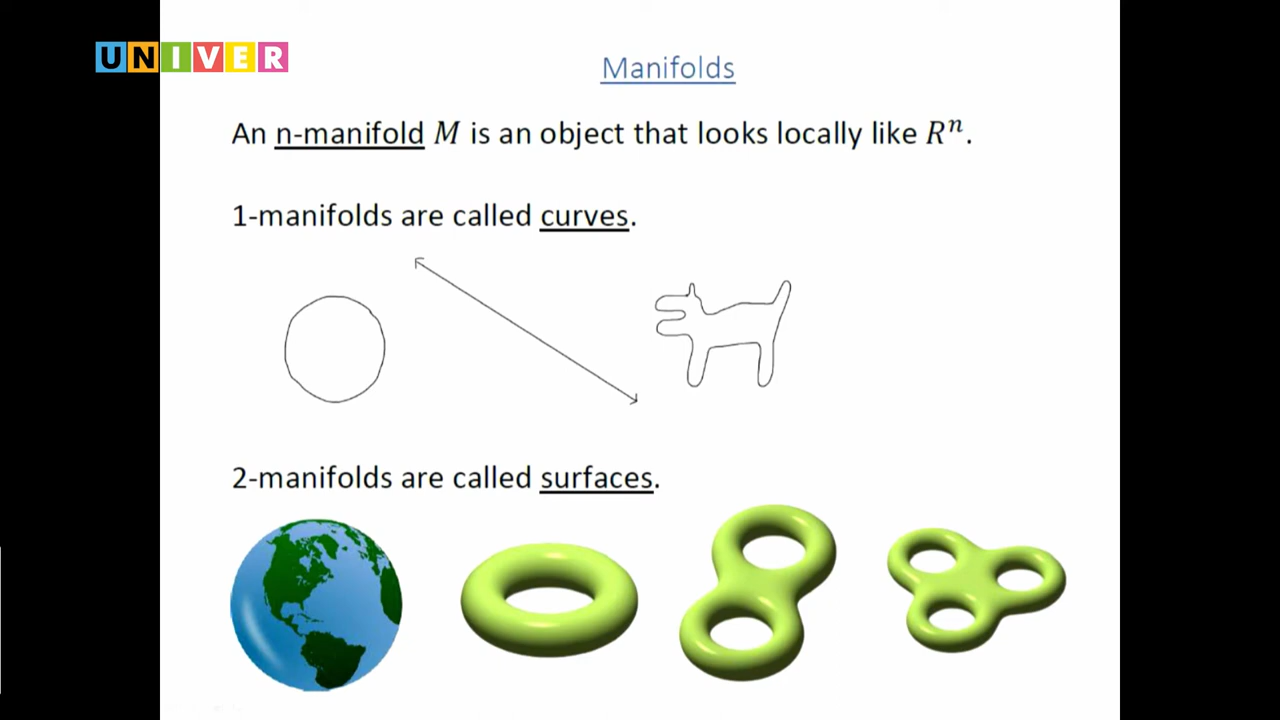 UNIVER
Manifolds
An n-manifold M is an object that looks locally like Rⁿ.
1-manifolds are called curves.
2-manifolds are called surfaces.